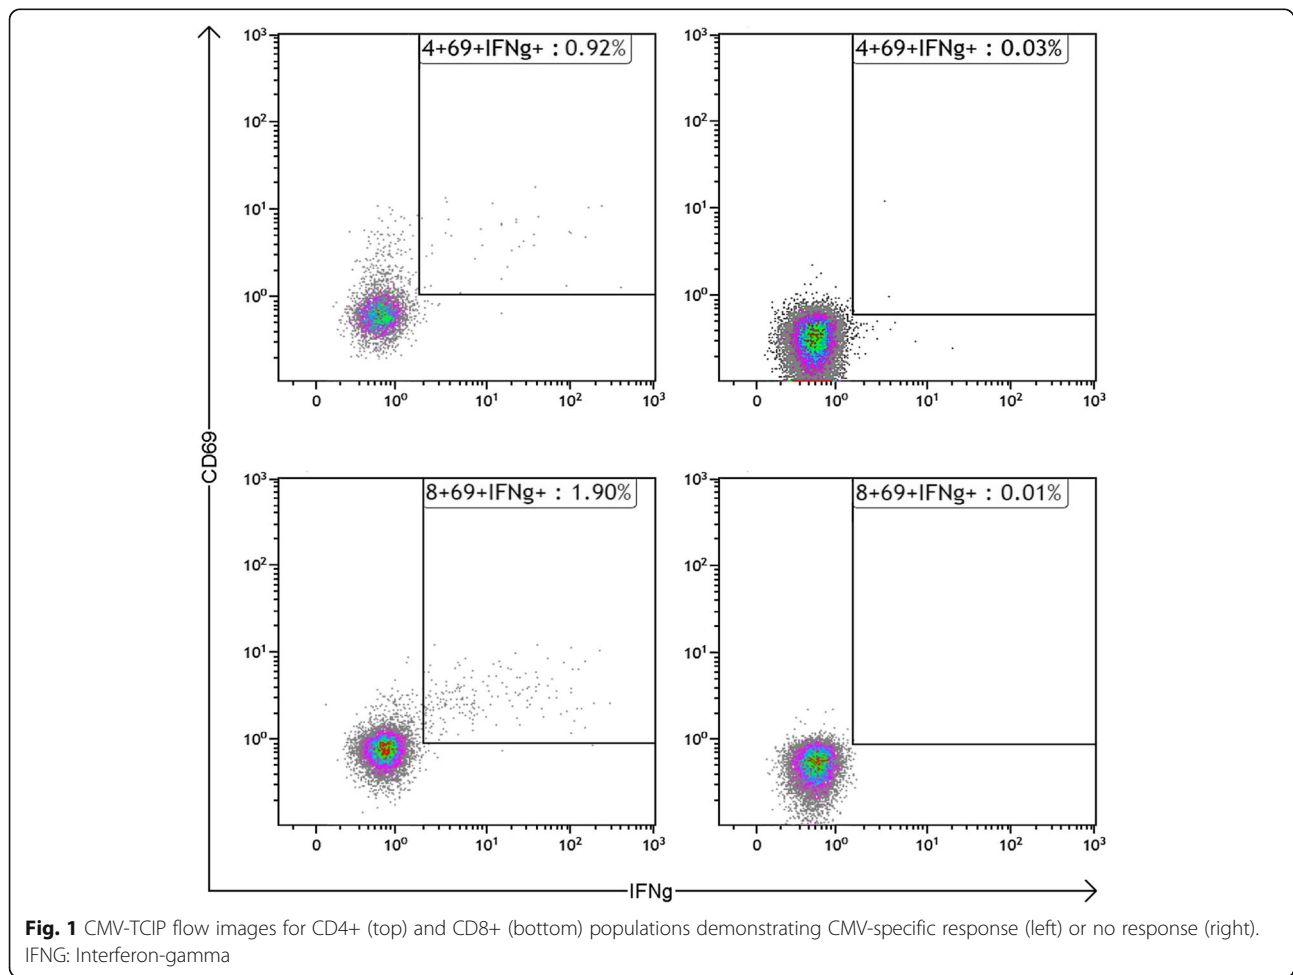 10³ 10² 10¹ 10⁰
4+69+IFNg+ : 0.92%
0 10⁰ 10¹ 10² 10³
10³ 10² 10¹ 10⁰
4+69+IFNg+ : 0.03%
0 10⁰ 10¹ 10² 10³
CD69
10³ 10² 10¹ 10⁰
8+69+IFNg+ : 1.90%
0 10⁰ 10¹ 10² 10³
10³ 10² 10¹ 10⁰
8+69+IFNg+ : 0.01%
0 10⁰ 10¹ 10² 10³
IFNg
Fig. 1 CMV-TCIP flow images for CD4+ (top) and CD8+ (bottom) populations demonstrating CMV-specific response (left) or no response (right).
IFNG: Interferon-gamma